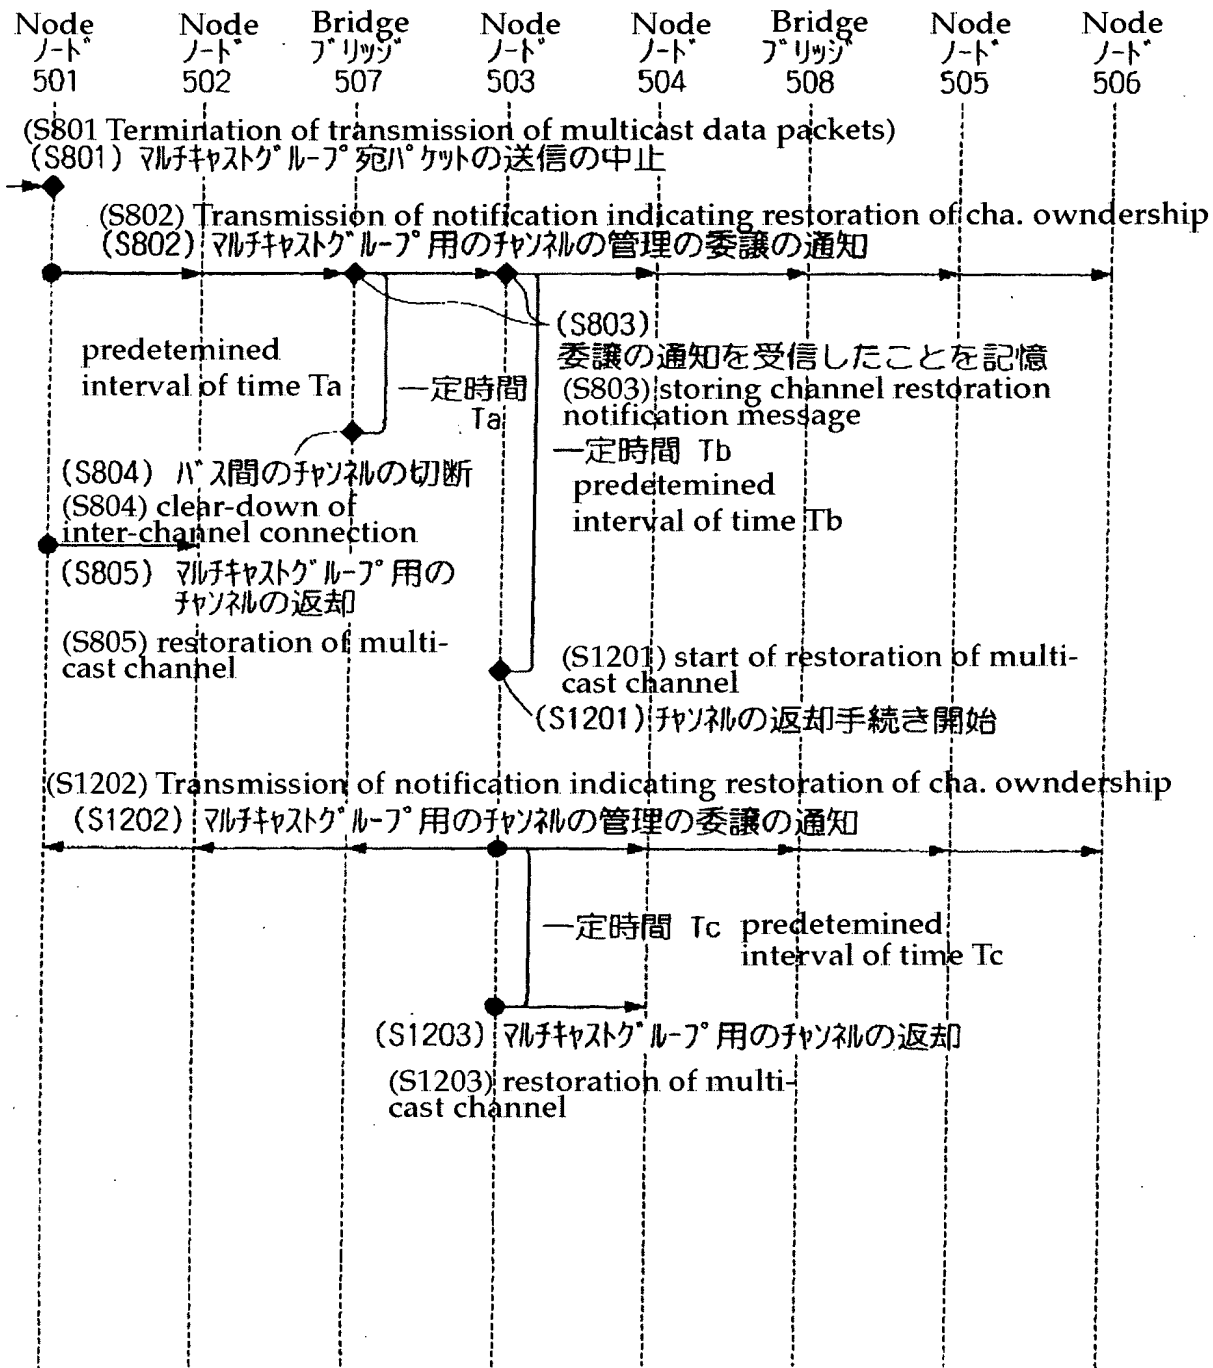 Node Node Bridge Node Node Bridge Node Node
ﾉｰﾄﾞ ﾉｰﾄﾞ ﾌﾞﾘｯｼﾞ ﾉｰﾄﾞ ﾉｰﾄﾞ ﾌﾞﾘｯｼﾞ ﾉｰﾄﾞ ﾉｰﾄﾞ
501 502 507 503 504 508 505 506
(S801 Termination of transmission of multicast data packets)
(S801) ﾏﾙﾁｷｬｽﾄｸﾞﾙｰﾌﾟ宛ﾊﾟｹｯﾄの送信の中止
(S802) Transmission of notification indicating restoration of cha. owndership
(S802) ﾏﾙﾁｷｬｽﾄｸﾞﾙｰﾌﾟ用のﾁｬﾝﾈﾙの管理の委譲の通知
(S803)
委譲の通知を受信したことを記憶
(S803) storing channel restoration
notification message
predetemined
interval of time Ta
一定時間
Ta
一定時間 Tb
predetemined
interval of time Tb
(S804) ﾊﾞｽ間のﾁｬﾝﾈﾙの切断
(S804) clear-down of
inter-channel connection
(S805) ﾏﾙﾁｷｬｽﾄｸﾞﾙｰﾌﾟ用の
ﾁｬﾝﾈﾙの返却
(S805) restoration of multi-
cast channel
(S1201) start of restoration of multi-
cast channel
(S1201) ﾁｬﾝﾈﾙの返却手続き開始
(S1202) Transmission of notification indicating restoration of cha. owndership
(S1202) ﾏﾙﾁｷｬｽﾄｸﾞﾙｰﾌﾟ用のﾁｬﾝﾈﾙの管理の委譲の通知
一定時間 Tc
predetemined
interval of time Tc
(S1203) ﾏﾙﾁｷｬｽﾄｸﾞﾙｰﾌﾟ用のﾁｬﾝﾈﾙの返却
(S1203) restoration of multi-
cast channel